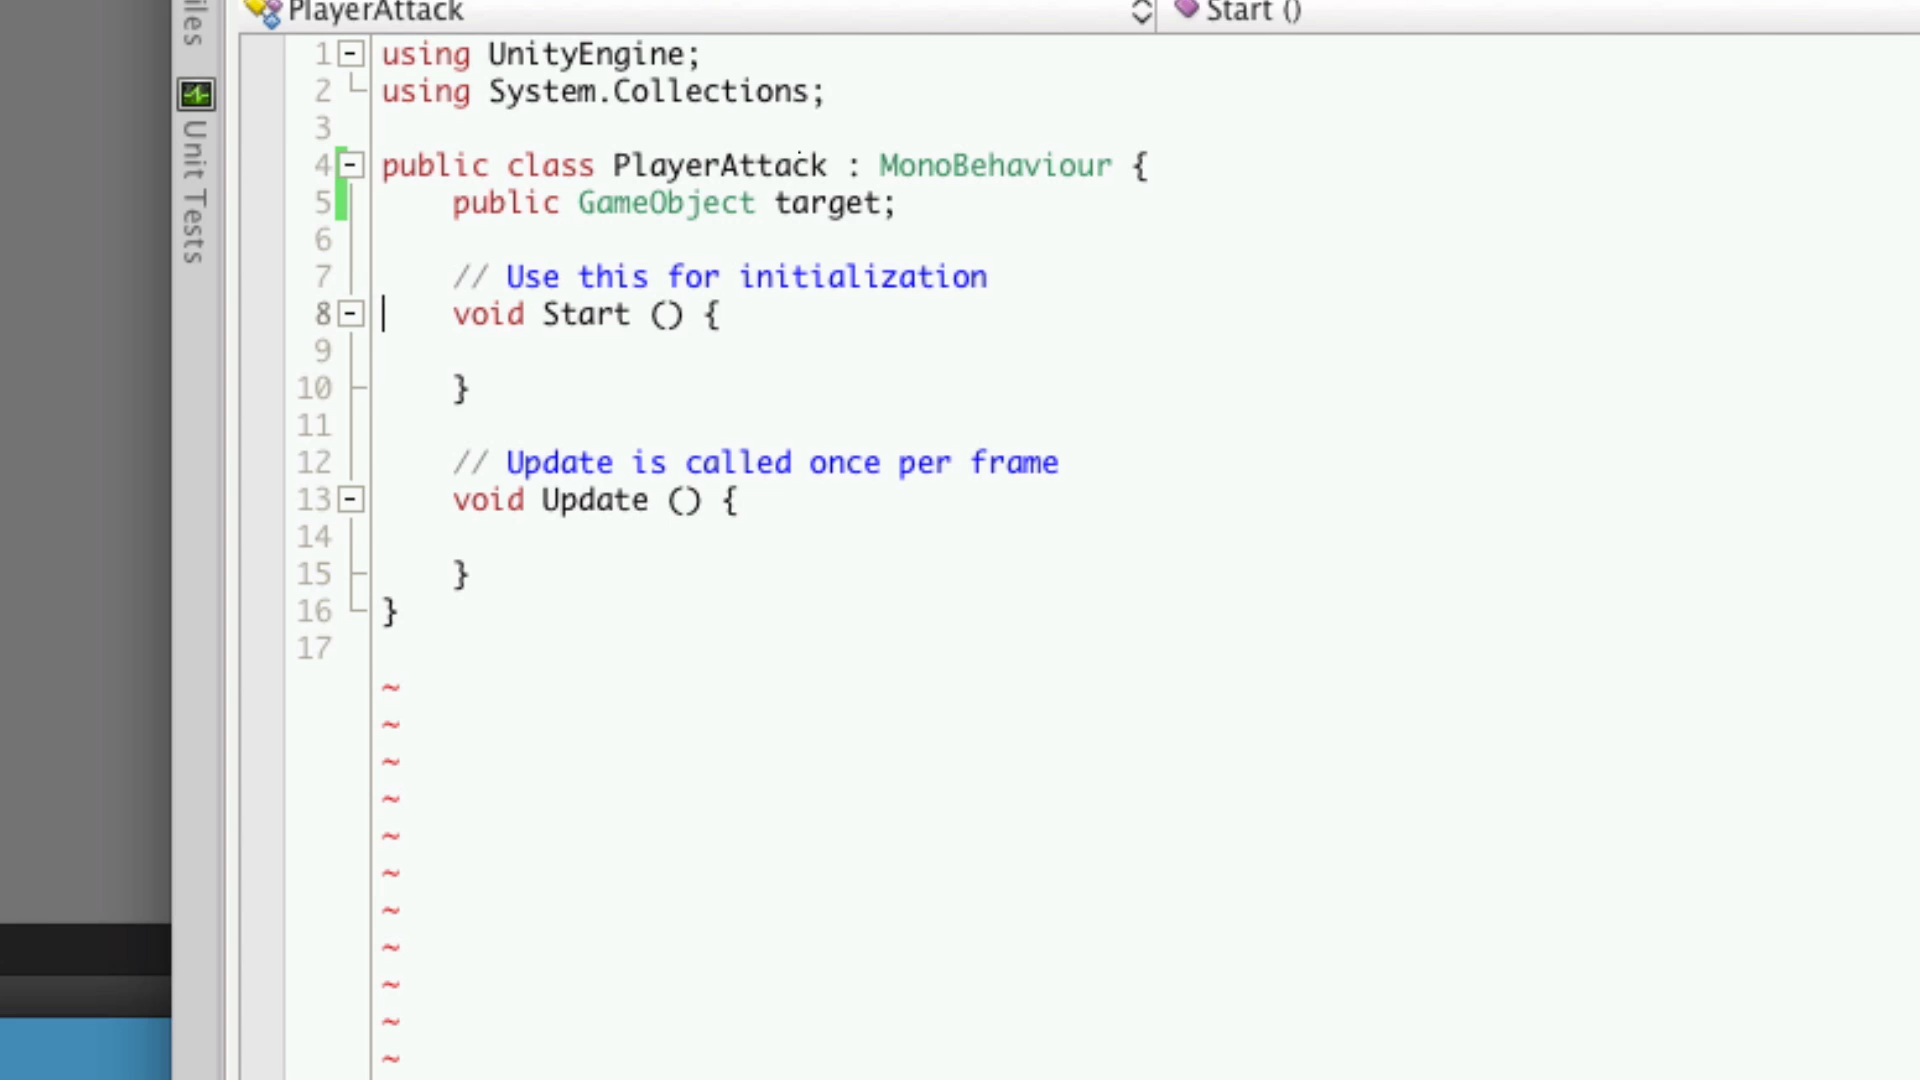 PlayerAttack
Start ()
iles
Unit Tests
1 using UnityEngine;
2 using System.Collections;
3
4 public class PlayerAttack : MonoBehaviour {
5 public GameObject target;
6
7 // Use this for initialization
8 void Start () {
9
10 }
11
12 // Update is called once per frame
13 void Update () {
14
15 }
16 }
17
~
~
~
~
~
~
~
~
~
~
~